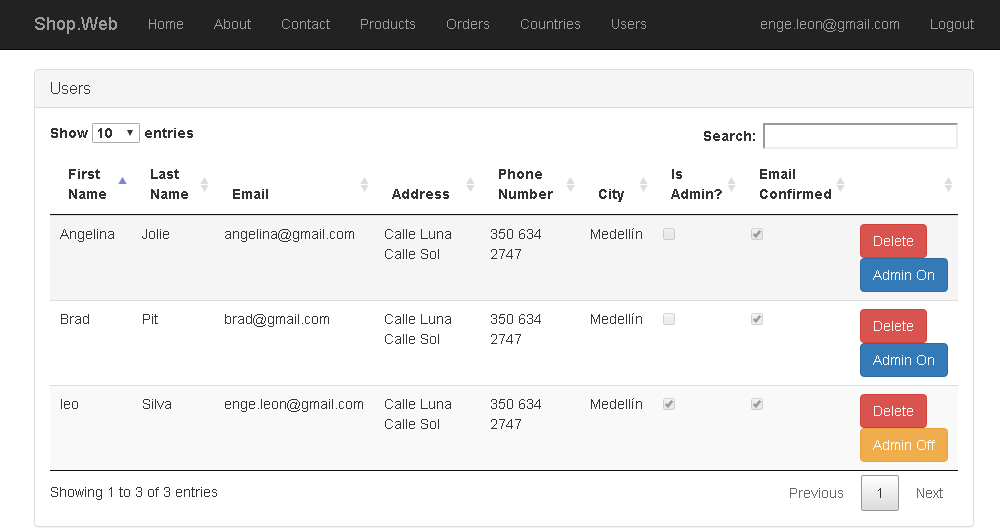 Shop.Web Home About Contact Products Orders Countries Users enge.leon@gmail.com Logout
Users
Show 10 entries
Search:
First Name Last Name Email Address Phone Number City Is Admin? Email Confirmed
Angelina Jolie angelina@gmail.com Calle Luna Calle Sol 350 634 2747 Medellín
Delete
Admin On
Brad Pit brad@gmail.com Calle Luna Calle Sol 350 634 2747 Medellín
Delete
Admin On
leo Silva enge.leon@gmail.com Calle Luna Calle Sol 350 634 2747 Medellín
Delete
Admin Off
Showing 1 to 3 of 3 entries
Previous 1 Next